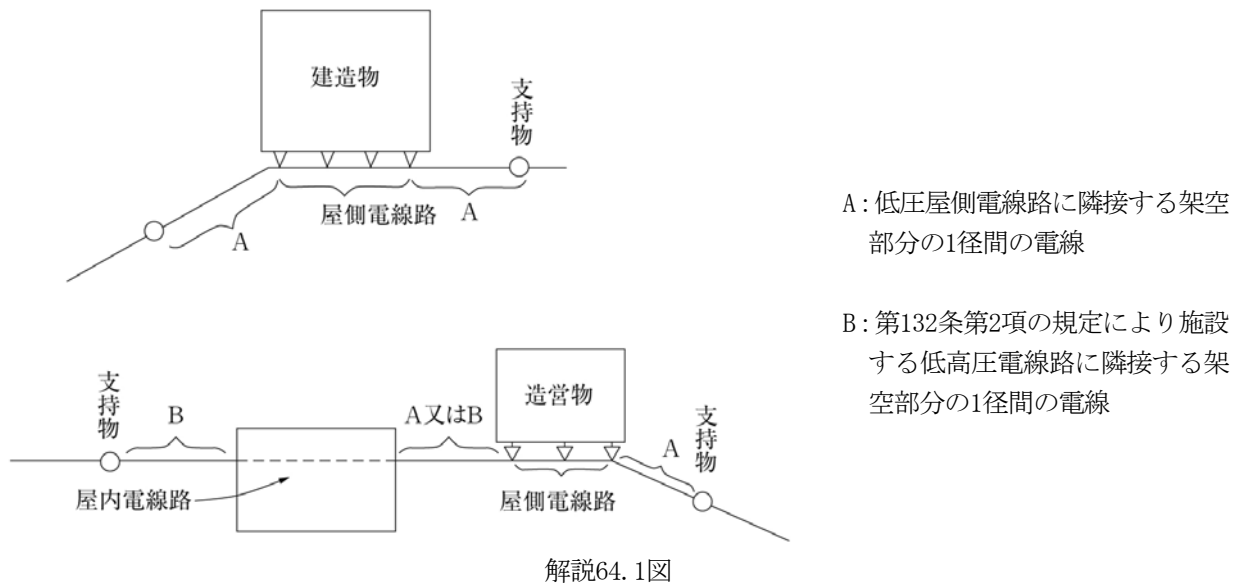 建造物
支持物
屋側電線路
A
A
A:低圧屋側電線路に隣接する架空
部分の1径間の電線
B:第132条第2項の規定により施設
する低高圧電線路に隣接する架
空部分の1径間の電線
支持物
B
A又はB
造営物
支持物
A
屋内電線路
屋側電線路
解説64.1図